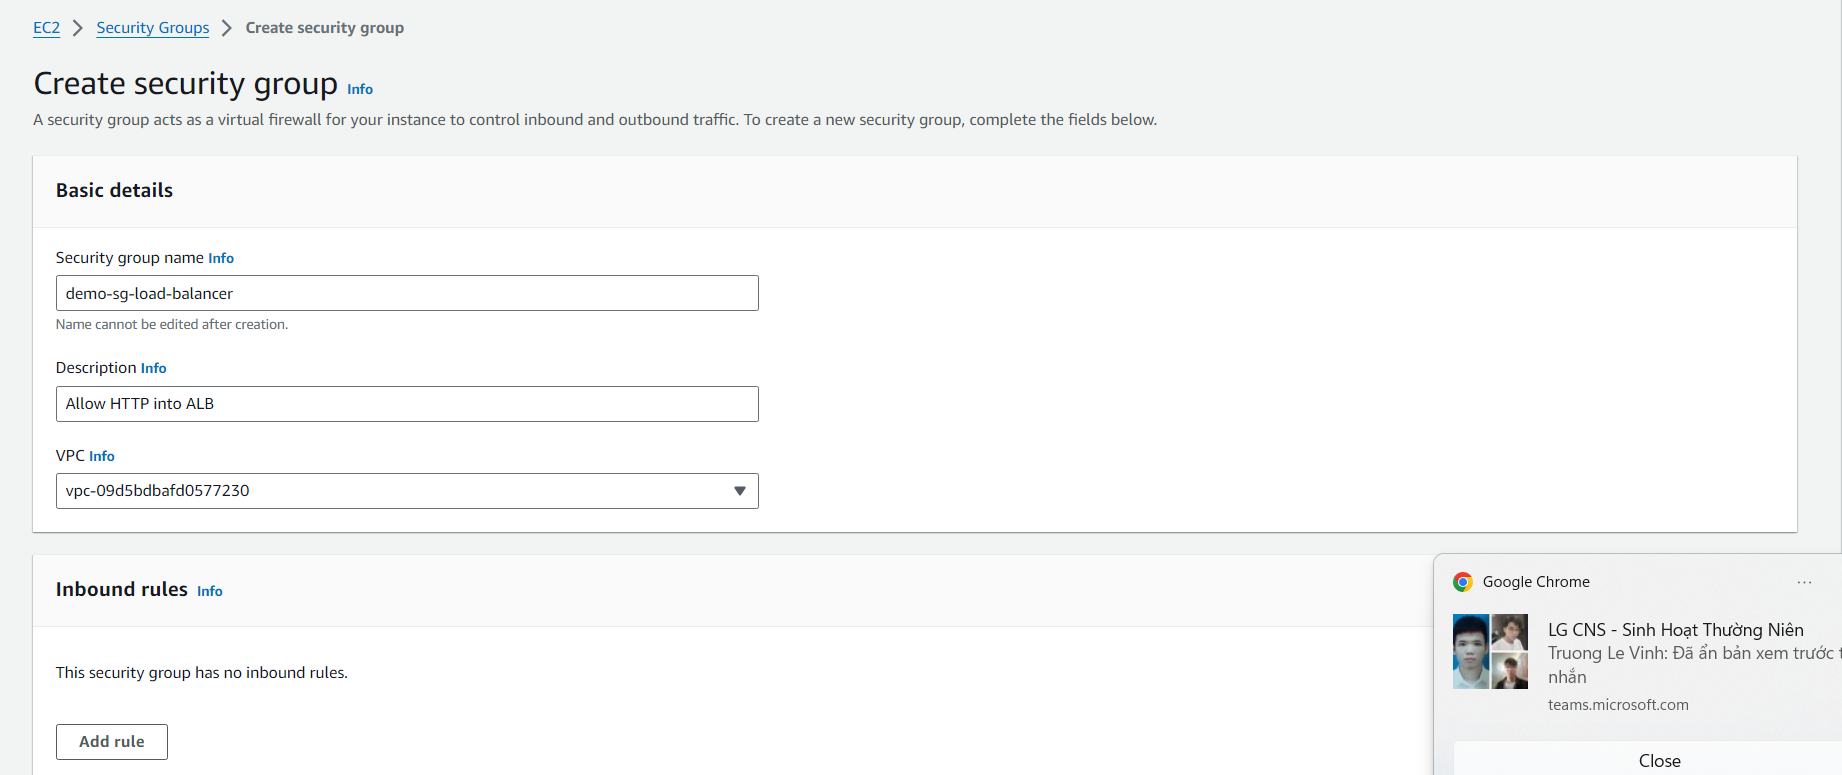 EC2 > Security Groups > Create security group
Create security group Info
A security group acts as a virtual firewall for your instance to control inbound and outbound traffic. To create a new security group, complete the fields below.
Basic details
Security group name Info
demo-sg-load-balancer
Name cannot be edited after creation.
Description Info
Allow HTTP into ALB
VPC Info
vpc-09d5bdbafd0577230
Inbound rules Info
This security group has no inbound rules.
Add rule
Google Chrome
LG CNS - Sinh Hoạt Thường Niên
Truong Le Vinh: Đã ẩn bản xem trước
nhắn
teams.microsoft.com
Close